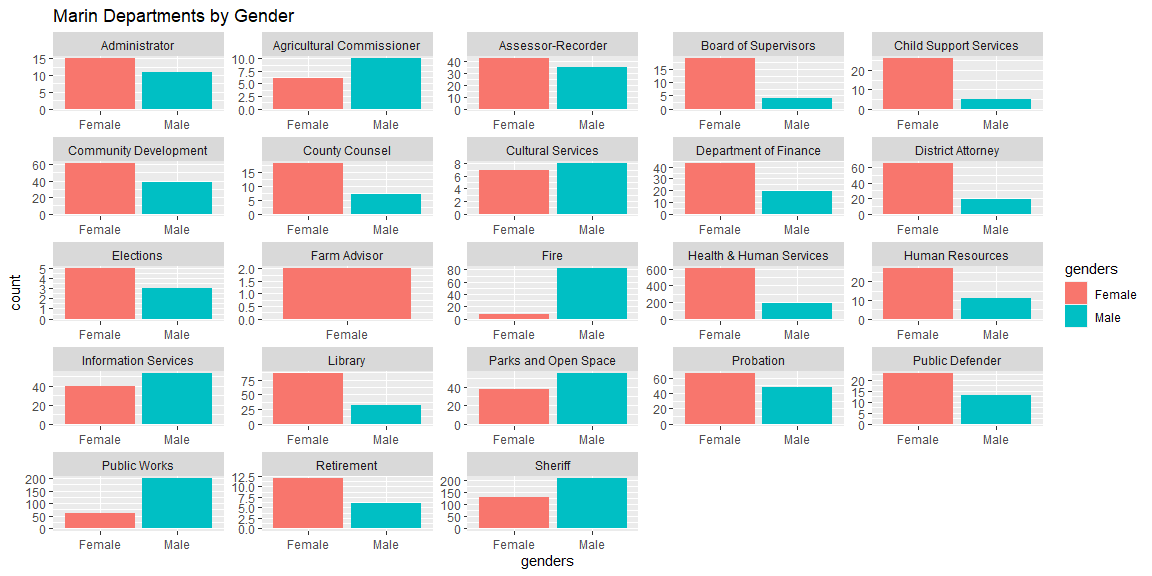 Marin Departments by Gender
Administrator Agricultural Commissioner Assessor-Recorder Board of Supervisors Child Support Services
15 10 5 0
10.0 7.5 5.0 2.5 0.0
40 30 20 10 0
15 10 5 0
20 10 0
Female Male Female Male Female Male Female Male Female Male
Community Development County Counsel Cultural Services Department of Finance District Attorney
60 40 20 0
15 10 5 0
8 6 4 2 0
40 30 20 10 0
60 40 20 0
Female Male Female Male Female Male Female Male Female Male
Elections Farm Advisor Fire Health & Human Services Human Resources
5 4 3 2 1 0
2.0 1.5 1.0 0.5 0.0
80 60 40 20 0
600 400 200 0
20 10 0
Female Male Female Female Male Female Male Female Male
Information Services Library Parks and Open Space Probation Public Defender
40 20 0
75 50 25 0
40 20 0
60 40 20 0
20 15 10 5 0
Female Male Female Male Female Male Female Male Female Male
Public Works Retirement Sheriff
200 150 100 50 0
12.5 10.0 7.5 5.0 2.5 0.0
200 150 100 50 0
Female Male Female Male Female Male
genders
count
genders
Female
Male